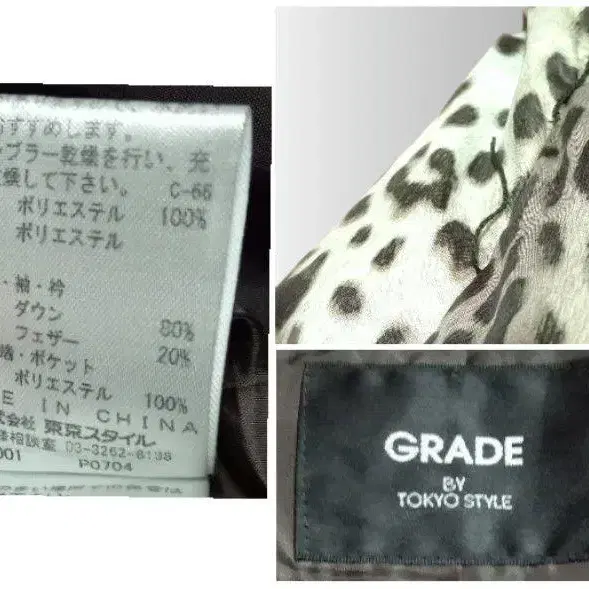 おすすめします。
ブラー乾燥を行い、充
燥して下さい。 C-66
ポリエステル 100%
ポリエステル
・袖・衿
ダウン 80%
フェザー 20%
・ポケット
ポリエステル 100%
E IN CHINA
式会社 東京スタイル
相談室 03-3262-8138
001 P0704
GRADE
BY
TOKYO STYLE